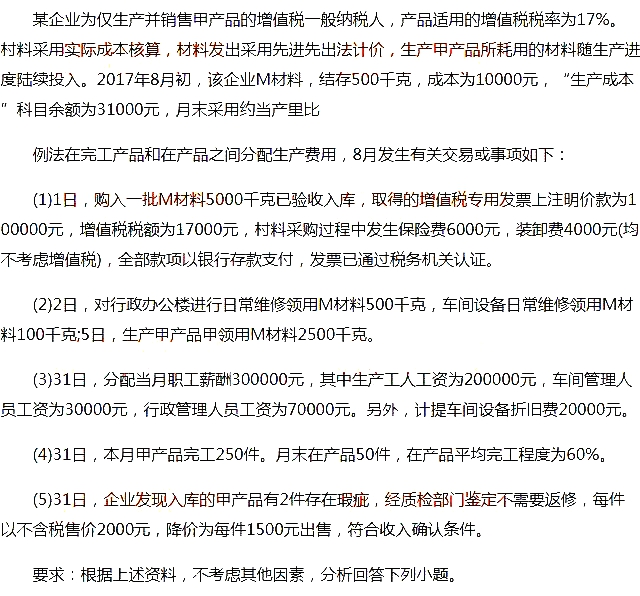 某企业为仅生产并销售甲产品的增值税一般纳税人，产品适用的增值税税率为17%。
村料采用实际成本核算，材料发出采用先进先出法计价，生产甲产品所耗用的材料随生产进
度陆续投入。2017年8月初，该企业M材料，结存500千克，成本为10000元，“生产成本
”科目余额为31000元，月末采用约当产里比
例法在完工产品和在产品之间分配生产费用，8月发生有关交易或事项如下：
(1)1日，购入一批M材料5000千克已验收入库，取得的增值税专用发票上注明价款为1
00000元，增值税税额为17000元，村料采购过程中发生保险费6000元，装卸费4000元(均
不考虑增值税)，全部款项以银行存款支付，发票已通过税务机关认证。
(2)2日，对行政办公楼进行日常维修领用M材料500千克，车间设备日常维修领用M材
料100千克;5日，生产甲产品甲领用M材料2500千克。
(3)31日，分配当月职工薪酬300000元，其中生产工人工资为200000元，车间管理人
员工资为30000元，行政管理人员工资为70000元。另外，计提车间设备折旧费20000元。
(4)31日，本月甲产品完工250件。月末在产品50件，在产品平均完工程度为60%。
(5)31日，企业发现入库的甲产品有2件存在瑕疵，经质检部门鉴定不需要返修，每件
以不含税售价2000元，降价为每件1500元出售，符合收入确认条件。
要求：根据上述资料，不考虑其他因素，分析回答下列小题。